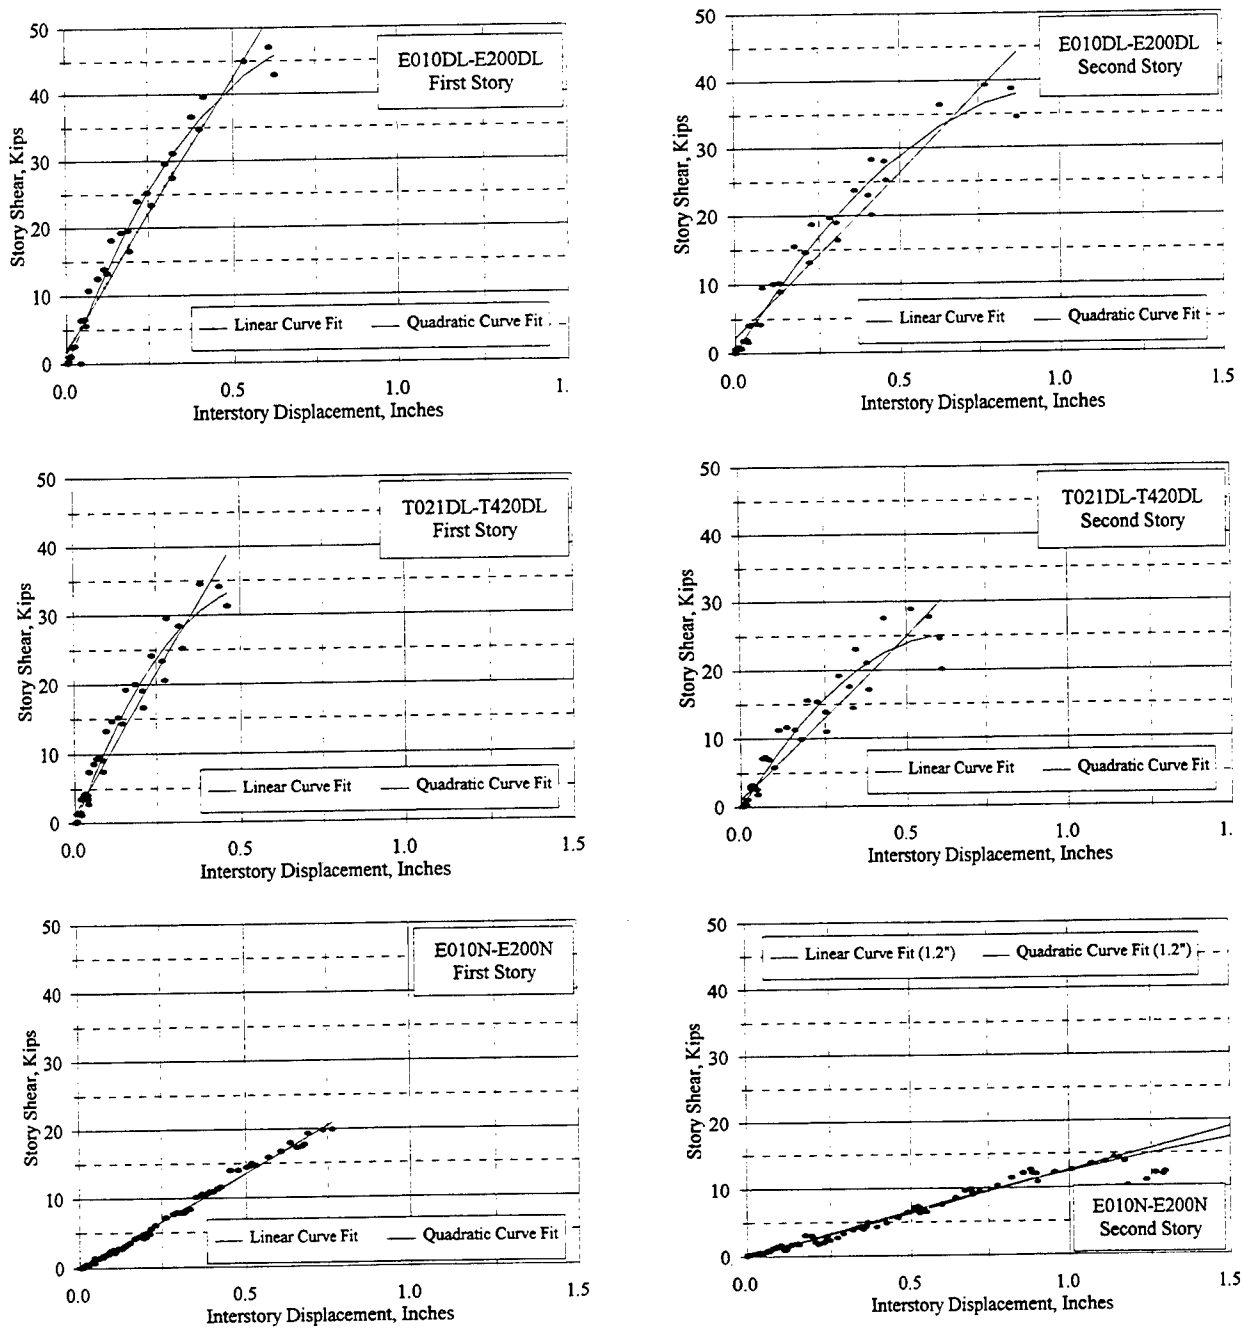 50
40
30
20
10
0
Story Shear, Kips
E010DL-E200DL
First Story
Linear Curve Fit
Quadratic Curve Fit
0.0
0.5
1.0
1.
Interstory Displacement, Inches
50
40
30
20
10
0
Story Shear, Kips
E010DL-E200DL
Second Story
Linear Curve Fit
Quadratic Curve Fit
0.0
0.5
1.0
1.5
Interstory Displacement, Inches
50
40
30
20
10
0
Story Shear, Kips
T021DL-T420DL
First Story
Linear Curve Fit
Quadratic Curve Fit
0.0
0.5
1.0
1.5
Interstory Displacement, Inches
50
40
30
20
10
0
Story Shear, Kips
T021DL-T420DL
Second Story
Linear Curve Fit
Quadratic Curve Fit
0.0
0.5
1.0
1.
Interstory Displacement, Inches
50
40
30
20
10
0
Story Shear, Kips
E010N-E200N
First Story
Linear Curve Fit
Quadratic Curve Fit
0.0
0.5
1.0
1.5
Interstory Displacement, Inches
50
40
30
20
10
0
Story Shear, Kips
Linear Curve Fit (1.2")
Quadratic Curve Fit (1.2")
E010N-E200N
Second Story
0.0
0.5
1.0
1.5
Interstory Displacement, Inches